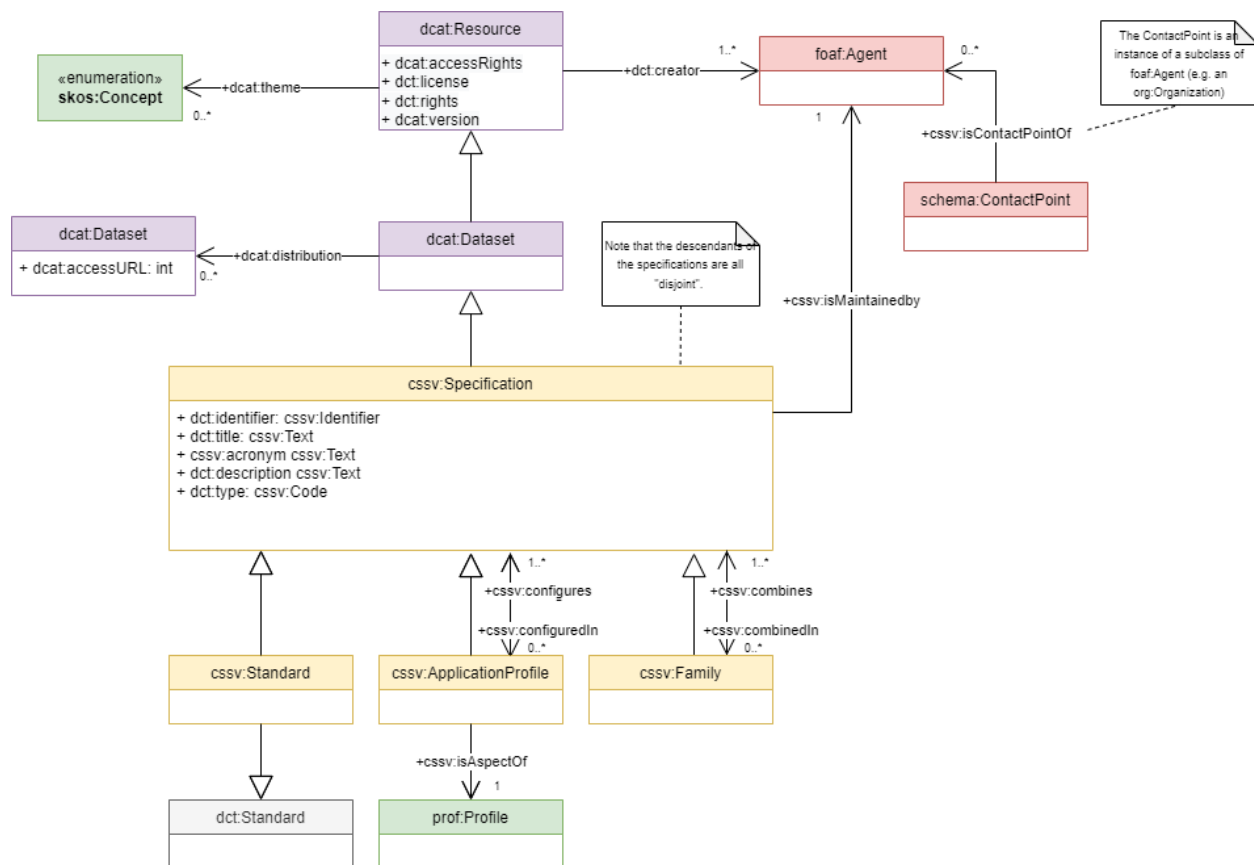 dcat:Resource
+ dcat:accessRights
+ dct:license
+ dct:rights
+ dcat:version
«enumeration»
skos:Concept
+dcat:theme
0..*
1..*
+dct:creator
foaf:Agent
0..*
1
The ContactPoint is an
instance of a subclass of
foaf:Agent (e.g. an
org:Organization)
+cssv:isContactPointOf
schema:ContactPoint
dcat:Dataset
+ dcat:accessURL: int
+dcat:distribution
0..*
dcat:Dataset
Note that the descendants of
the specifications are all
"disjoint".
+cssv:isMaintainedby
cssv:Specification
+ dct:identifier: cssv:Identifier
+ dct:title: cssv:Text
+ cssv:acronym cssv:Text
+ dct:description cssv:Text
+ dct:type: cssv:Code
1..*
+cssv:configures
+cssv:configuredIn
0..*
1..*
+cssv:combines
+cssv:combinedIn
0..*
cssv:Standard
cssv:ApplicationProfile
cssv:Family
+cssv:isAspectOf
1
dct:Standard
prof:Profile